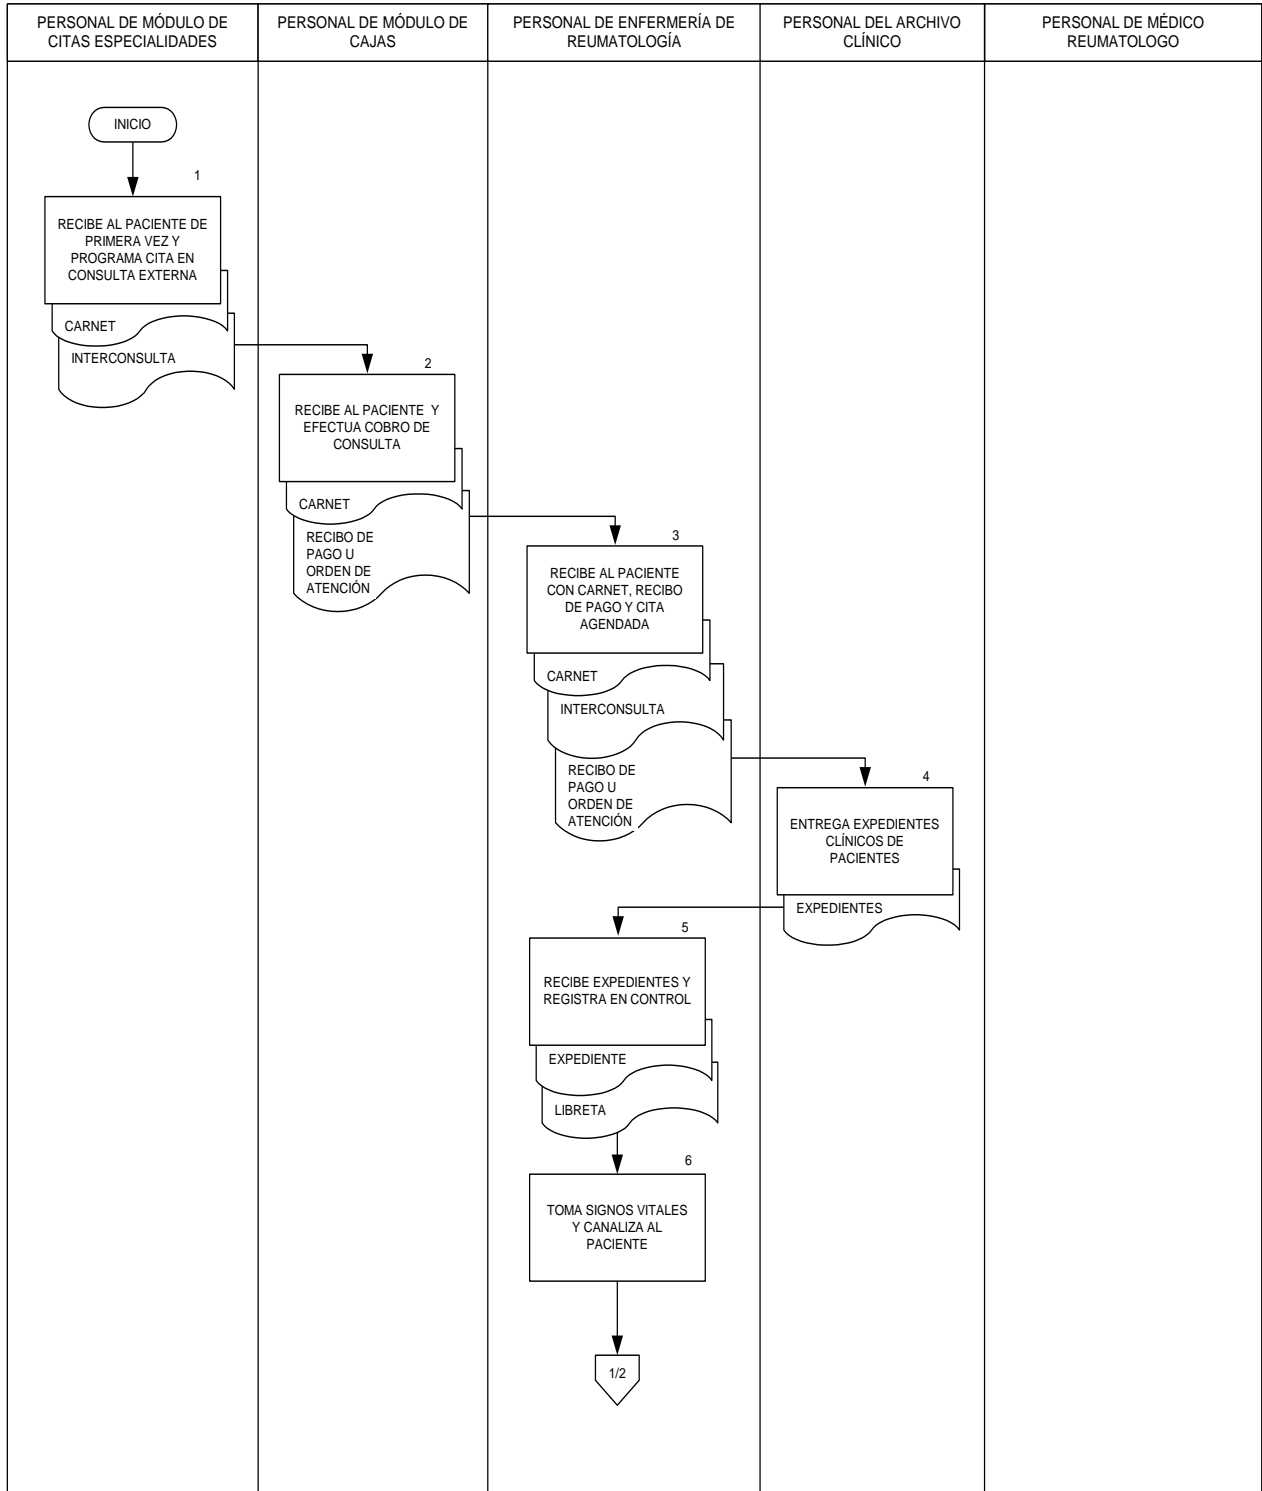 PERSONAL DE MÓDULO DE
CITAS ESPECIALIDADES
PERSONAL DE MÓDULO DE
CAJAS
PERSONAL DE ENFERMERÍA DE
REUMATOLOGÍA
PERSONAL DEL ARCHIVO
CLÍNICO
PERSONAL DE MÉDICO
REUMATOLOGO
INICIO
1
RECIBE AL PACIENTE DE
PRIMERA VEZ Y
PROGRAMA CITA EN
CONSULTA EXTERNA
CARNET
INTERCONSULTA
2
RECIBE AL PACIENTE Y
EFECTUA COBRO DE
CONSULTA
CARNET
RECIBO DE
PAGO U
ORDEN DE
ATENCIÓN
3
RECIBE AL PACIENTE
CON CARNET, RECIBO
DE PAGO Y CITA
AGENDADA
CARNET
INTERCONSULTA
RECIBO DE
PAGO U
ORDEN DE
ATENCIÓN
4
ENTREGA EXPEDIENTES
CLÍNICOS DE
PACIENTES
EXPEDIENTES
5
RECIBE EXPEDIENTES Y
REGISTRA EN CONTROL
EXPEDIENTE
LIBRETA
6
TOMA SIGNOS VITALES
Y CANALIZA AL
PACIENTE
1/2